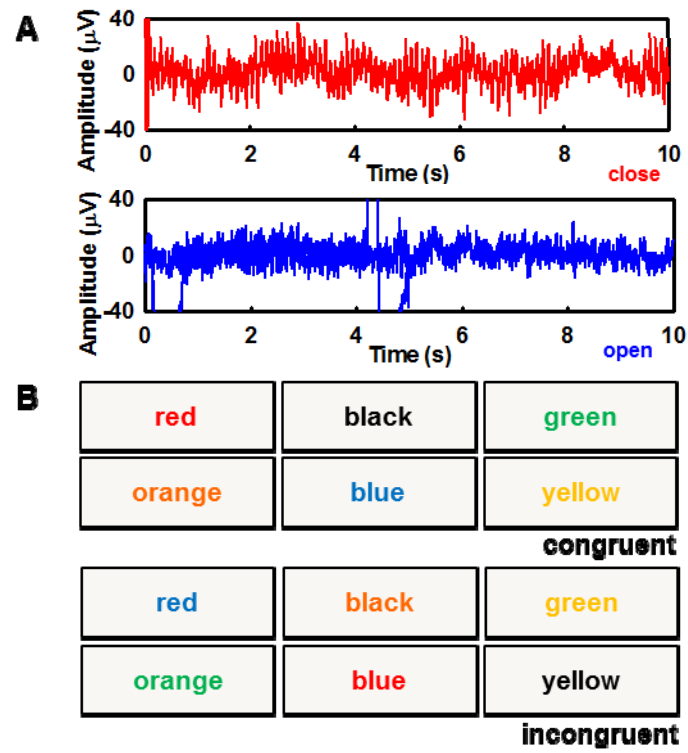 A
Amplitude (μV)
40
0
-40
0 2 4 6 8 10
Time (s)
close
Amplitude (μV)
40
0
-40
0 2 4 6 8 10
Time (s)
open
B
red black green
orange blue yellow
congruent
red black green
orange blue yellow
incongruent